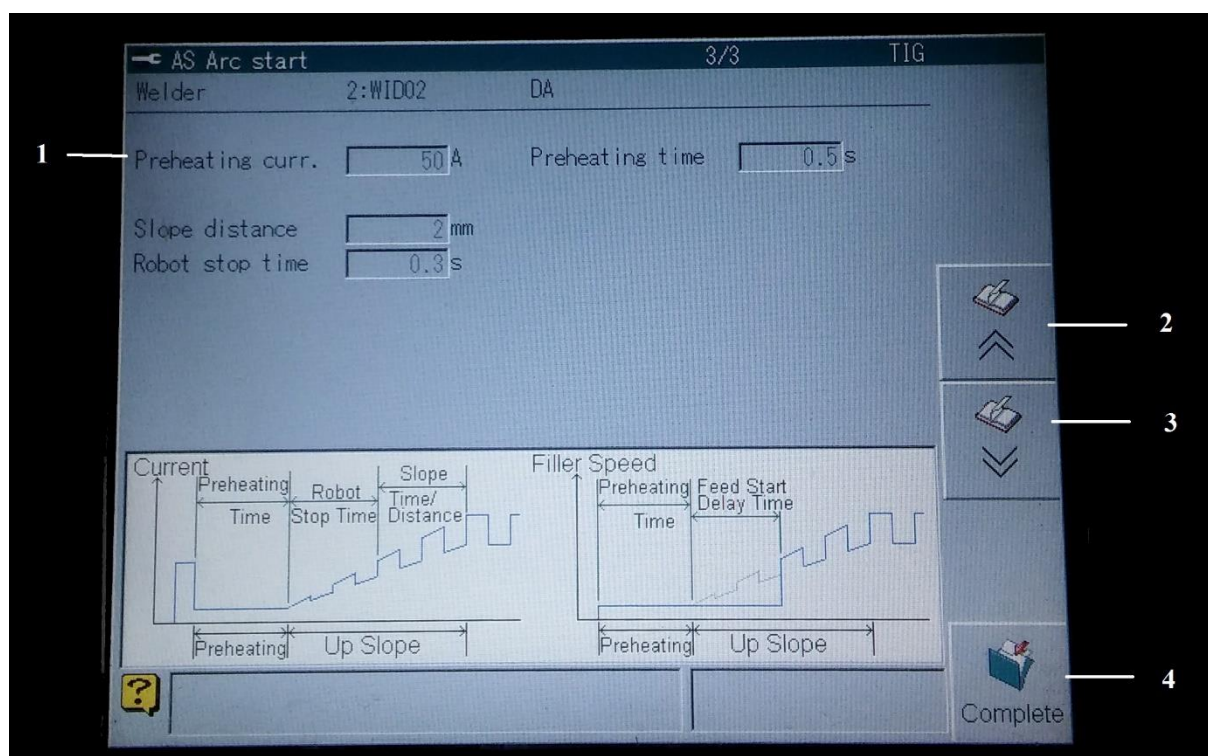 AS Arc start 3/3 TIG
Welder 2:WID02 DA
1
Preheating curr. 50 A Preheating time 0.5 s
Slope distance 2 mm
Robot stop time 0.3 s
2
3
Current
Preheating
Time
Robot
Stop Time
Slope
Time/
Distance
Preheating
Up Slope
Filler Speed
Preheating
Time
Feed Start
Delay Time
Preheating
Up Slope
?
4
Complete